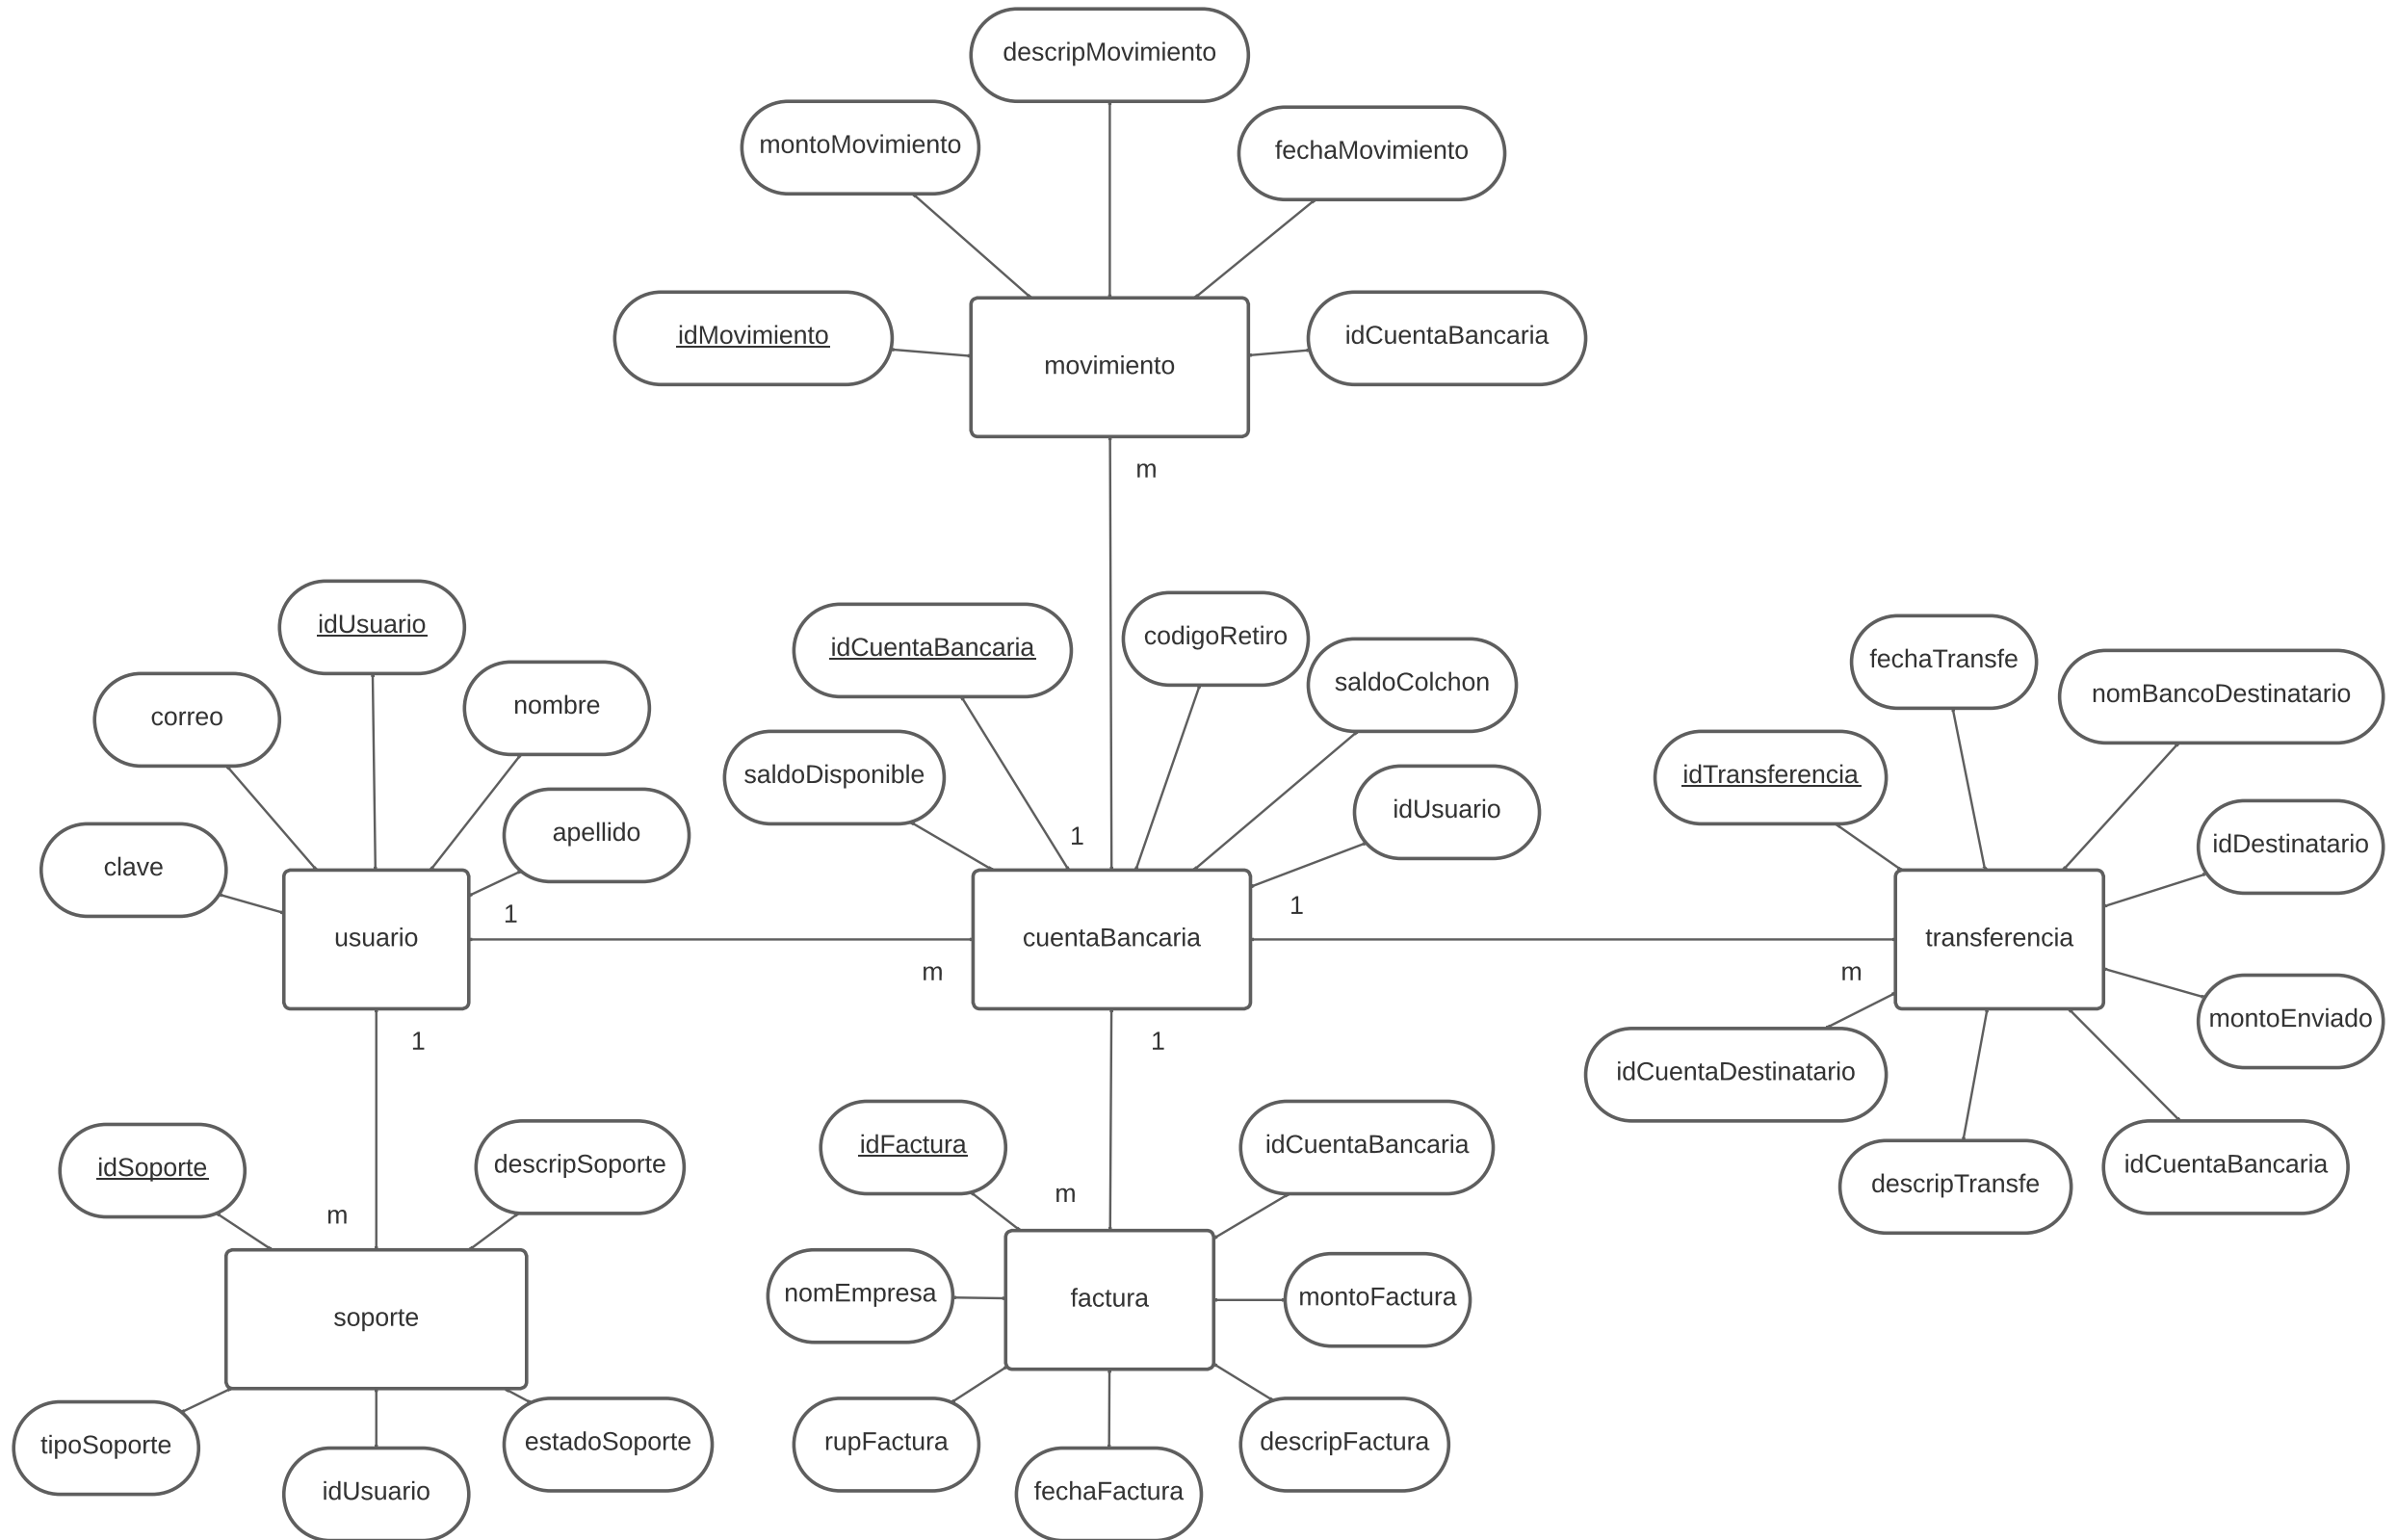 descripMovimiento
montoMovimiento
fechaMovimiento
idMovimiento
idCuentaBancaria
movimiento
m
idUsuario
idCuentaBancaria
codigoRetiro
fechaTransfe
saldoColchon
nomBancoDestinatario
nombre
correo
saldoDisponible
idTransferencia
idUsuario
apellido
1
idDestinatario
clave
1
1
usuario
cuentaBancaria
transferencia
m
m
montoEnviado
1
1
idCuentaDestinatario
idFactura
idCuentaBancaria
descripSoporte
idSoporte
idCuentaBancaria
descripTransfe
m
m
nomEmpresa
factura
montoFactura
soporte
tipoSoporte
estadoSoporte
rupFactura
descripFactura
idUsuario
fechaFactura